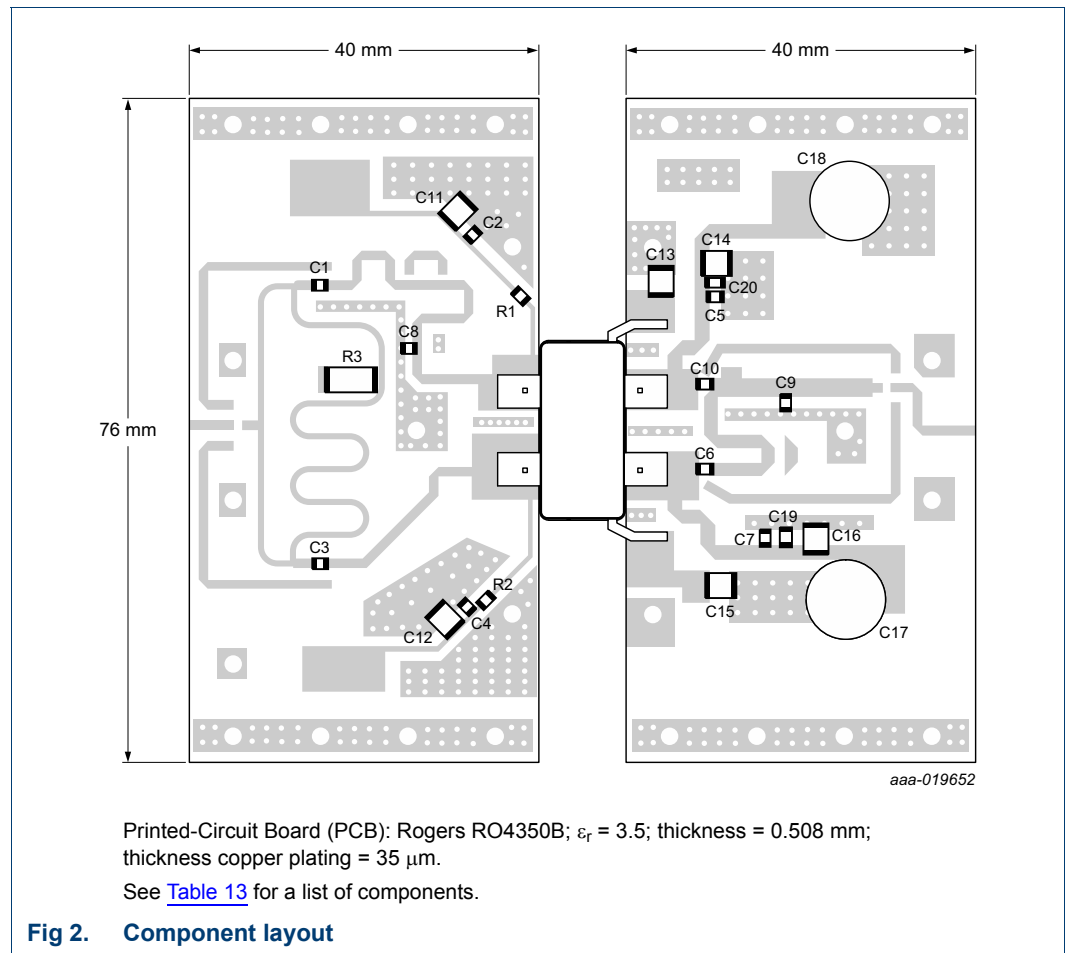 40 mm
40 mm
76 mm
C11
C2
C1
R1
C8
R3
C3
R2
C4
C12
C18
C13
C14
C20
C5
C10
C9
C6
C7
C19
C16
C15
C17
aaa-019652
Printed-Circuit Board (PCB): Rogers RO4350B; εr = 3.5; thickness = 0.508 mm;
thickness copper plating = 35 μm.
See Table 13 for a list of components.
Fig 2. Component layout